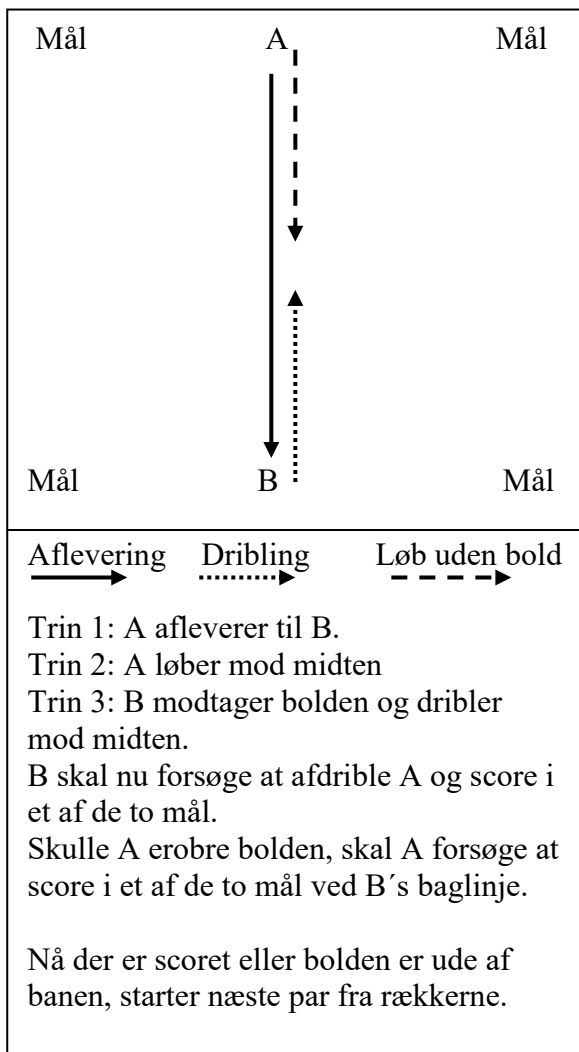 Mål A Mål
Mål B Mål
Aflevering Dribling Løb uden bold
Trin 1: A afleverer til B.
Trin 2: A løber mod midten
Trin 3: B modtager bolden og dribler
mod midten.
B skal nu forsøge at afdrible A og score i
et af de to mål.
Skulle A erobre bolden, skal A forsøge at
score i et af de to mål ved B´s baglinje.
Nå der er scoret eller bolden er ude af
banen, starter næste par fra rækkerne.